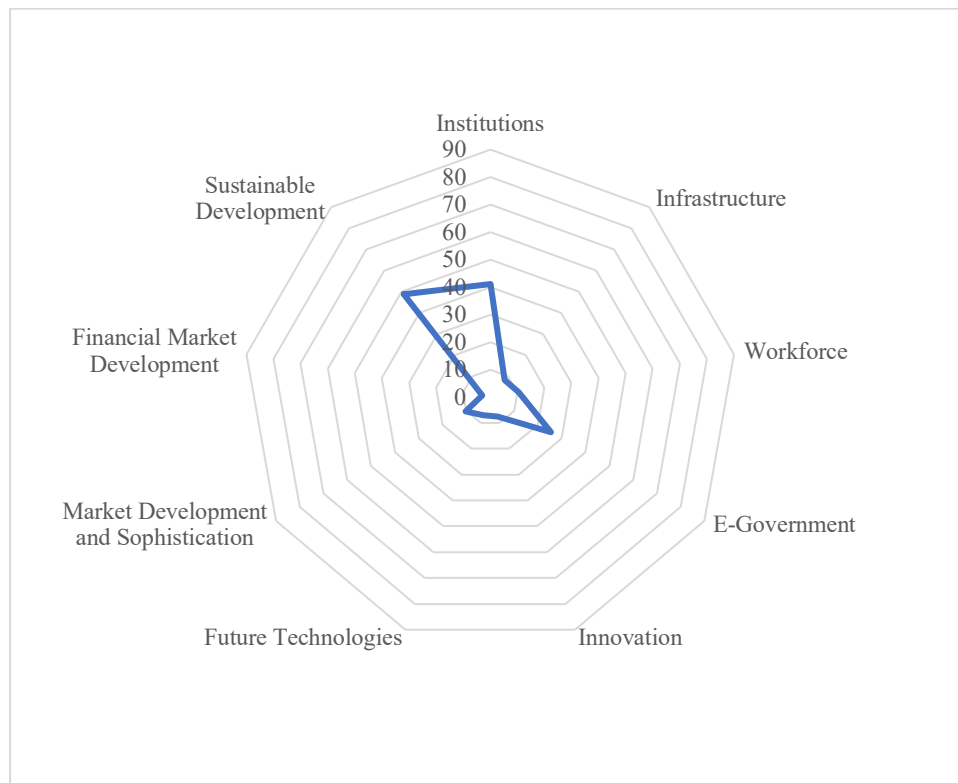 Institutions
90
80
70
60
50
40
30
20
10
0
Infrastructure
Workforce
E-Government
Innovation
Future Technologies
Market Development
and Sophistication
Financial Market
Development
Sustainable
Development